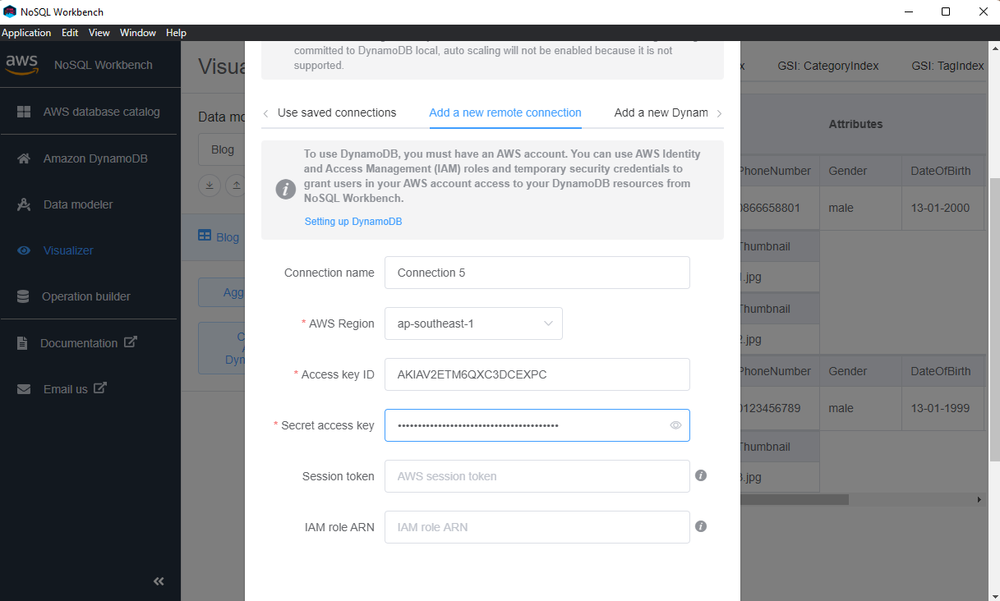 NoSQL Workbench
Application Edit View Window Help
aws NoSQL Workbench
AWS database catalog
Amazon DynamoDB
Data modeler
Visualizer
Operation builder
Documentation
Email us
Blog
Blog
committed to DynamoDB local, auto scaling will not be enabled because it is not
supported.
Use saved connections Add a new remote connection Add a new Dynam
To use DynamoDB, you must have an AWS account. You can use AWS Identity
and Access Management (IAM) roles and temporary security credentials to
grant users in your AWS account access to your DynamoDB resources from
NoSQL Workbench.
Setting up DynamoDB
Connection name Connection 5
* AWS Region ap-southeast-1
* Access key ID AKIAV2ETM6QXC3DCEXPC
* Secret access key ••••••••••••••••••••••••••••••••••••••••
Session token AWS session token
IAM role ARN IAM role ARN
GSI: CategoryIndex GSI: TagIndex
Attributes
PhoneNumber Gender DateOfBirth
0866658801 male 13-01-2000
Thumbnail
1.jpg
Thumbnail
2.jpg
PhoneNumber Gender DateOfBirth
0123456789 male 13-01-1999
Thumbnail
3.jpg